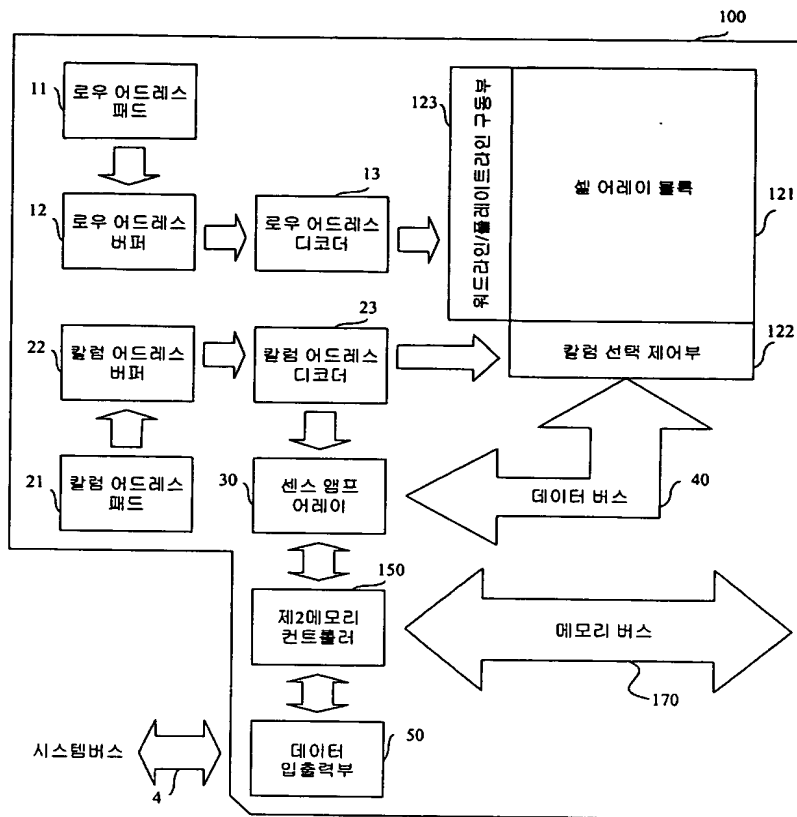 100
11
로우 어드레스
패드
123
워드라인/플레이트라인 구동부
셀 어레이 블록
121
12
로우 어드레스
버퍼
13
로우 어드레스
디코더
22
칼럼 어드레스
버퍼
23
칼럼 어드레스
디코더
칼럼 선택 제어부
122
21
칼럼 어드레스
패드
30
센스 앰프
어레이
데이터 버스
40
150
제2메모리
컨트롤러
메모리 버스
170
시스템버스
4
데이터
입출력부
50